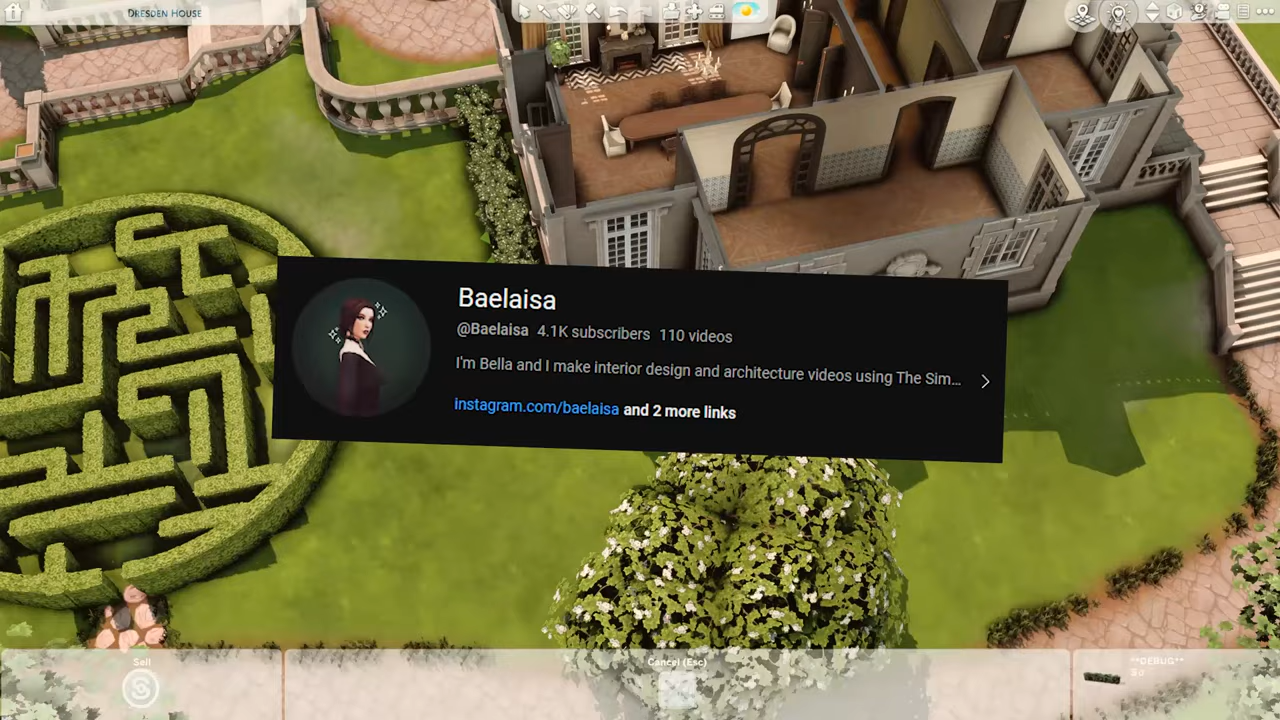 DRESDEN HOUSE
Baelaisa
@Baelaisa 4.1K subscribers 110 videos
I'm Bella and I make interior design and architecture videos using The Sim...
instagram.com/baelaisa and 2 more links
Sell
Cancel (Esc)
**DEBUG**